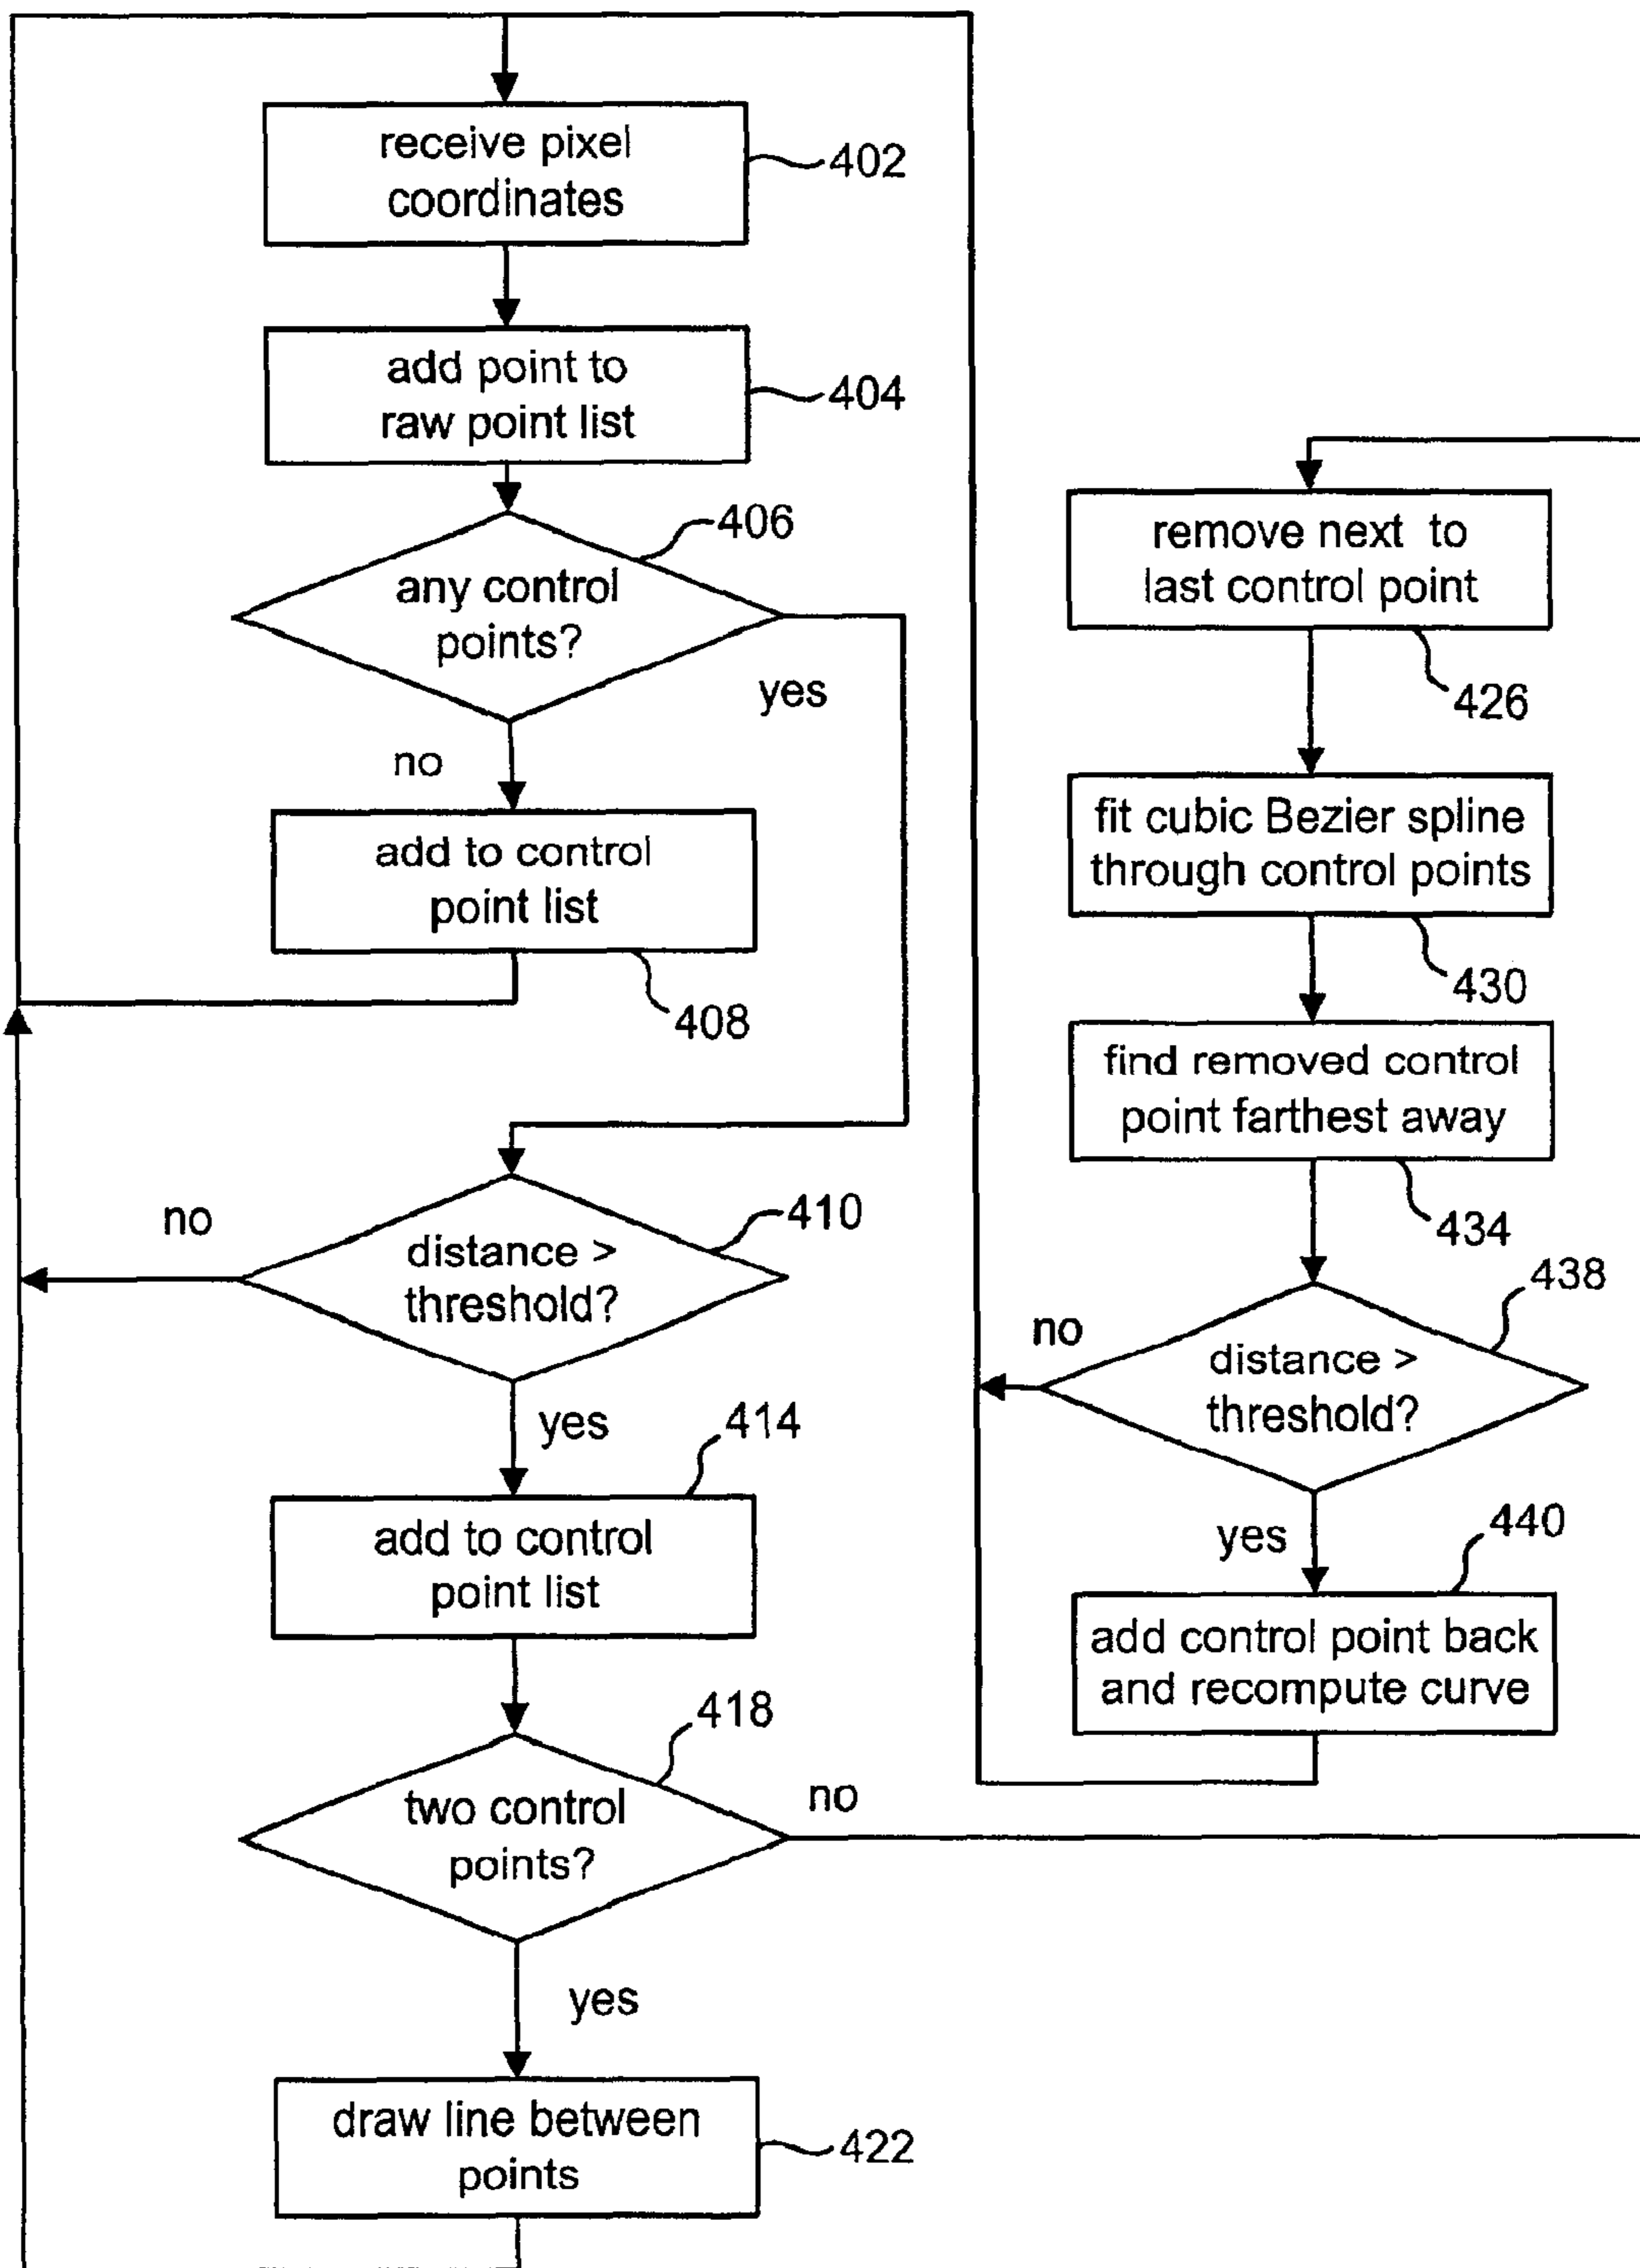 receive pixel
coordinates
402
add point to
raw point list
404
406
any control
points?
yes
no
add to control
point list
408
410
no
distance >
threshold?
yes
414
add to control
point list
418
two control
points?
no
yes
draw line between
points
422
remove next to
last control point
426
fit cubic Bezier spline
through control points
430
find removed control
point farthest away
434
438
no
distance >
threshold?
yes
440
add control point back
and recompute curve